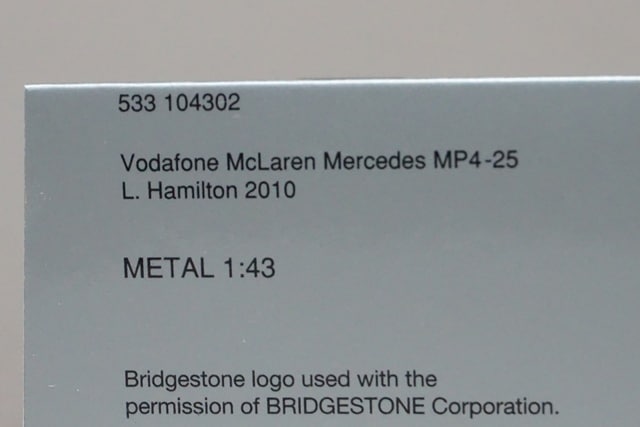 533 104302
Vodafone McLaren Mercedes MP4-25
L. Hamilton 2010
METAL 1:43
Bridgestone logo used with the
permission of BRIDGESTONE Corporation.